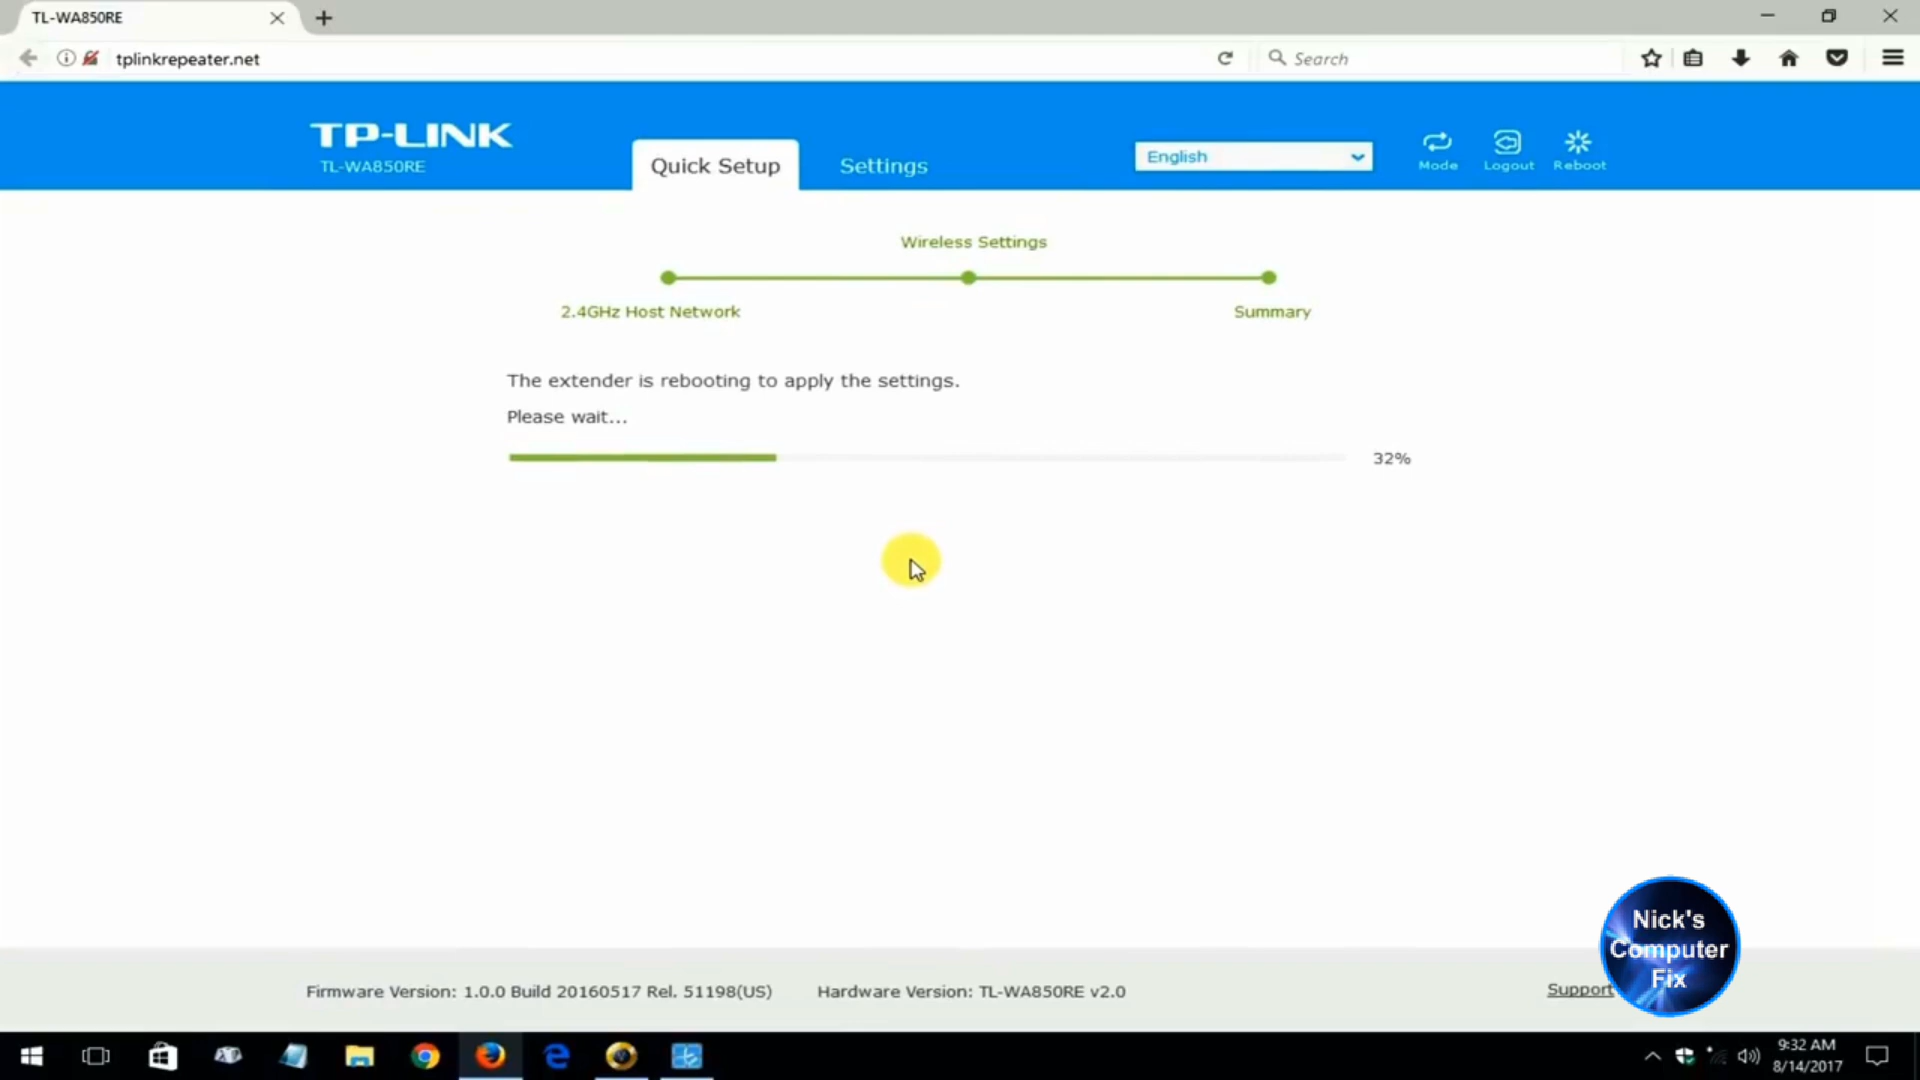 TL-WA850RE
tplinkrepeater.net
Search
TP-LINK
TL-WA850RE
Quick Setup
Settings
English
Mode
Logout
Reboot
Wireless Settings
2.4GHz Host Network
Summary
The extender is rebooting to apply the settings.
Please wait...
32%
Nick's
Computer
Fix
Firmware Version: 1.0.0 Build 20160517 Rel. 51198(US)
Hardware Version: TL-WA850RE v2.0
Support
9:32 AM
8/14/2017